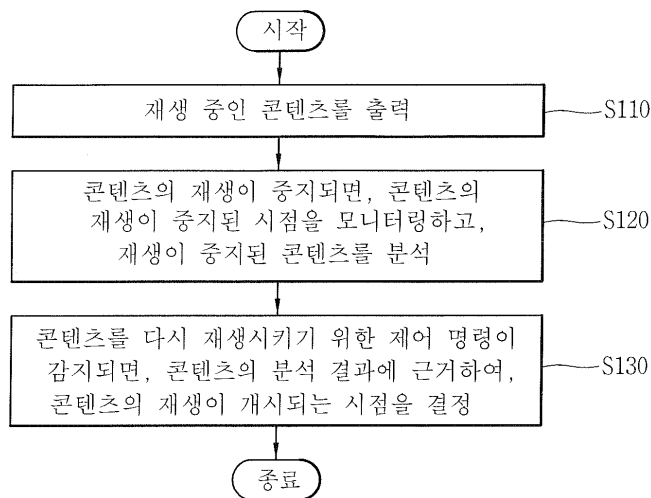 시작
재생 중인 콘텐츠를 출력
S110
콘텐츠의 재생이 중지되면, 콘텐츠의
재생이 중지된 시점을 모니터링하고,
재생이 중지된 콘텐츠를 분석
S120
콘텐츠를 다시 재생시키기 위한 제어 명령이
감지되면, 콘텐츠의 분석 결과에 근거하여,
콘텐츠의 재생이 개시되는 시점을 결정
S130
종료